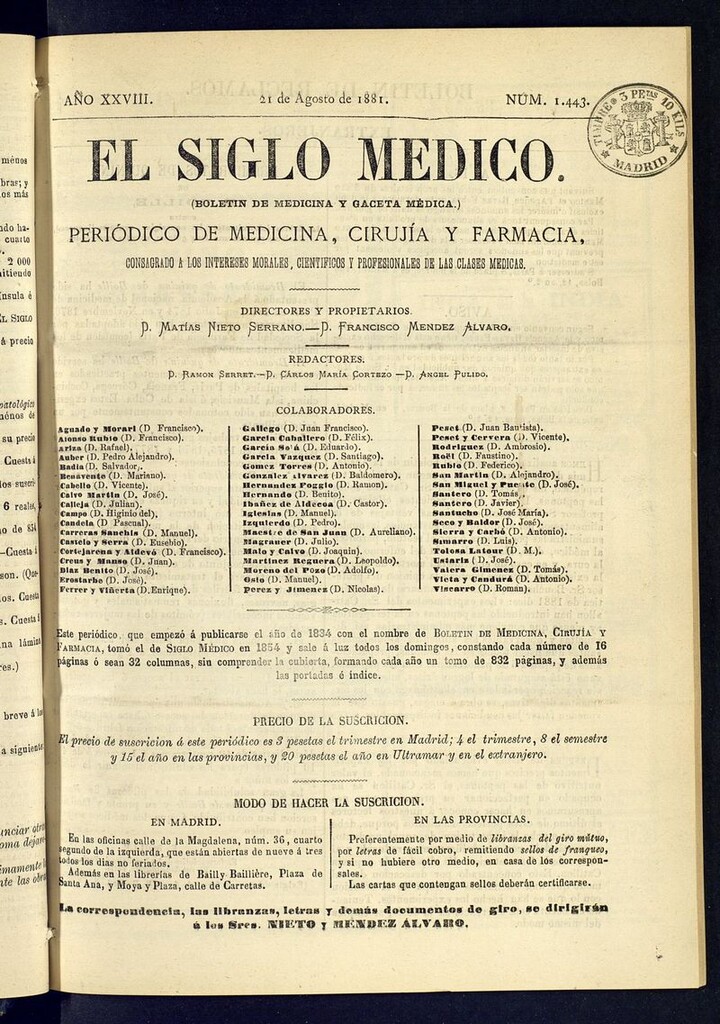 AÑO XXVIII.
21 de Agosto de 1881.
NÚM. 1.443.
TIMBRE 3 PETAS 10 KILS
MADRID
EL SIGLO MEDICO.
(BOLETIN DE MEDICINA Y GACETA MÉDICA.)
PERIÓDICO DE MEDICINA, CIRUJÍA Y FARMACIA,
CONSAGRADO A LOS INTERESES MORALES, CIENTIFICOS Y PROFESIONALES DE LAS CLASES MEDICAS.
DIRECTORES Y PROPIETARIOS
D. MATÍAS NIETO SERRANO.—D. FRANCISCO MENDEZ ALVARO.
REDACTORES.
D. RAMON SERRET.—D. CÁRLOS MARÍA CORTEZO —D. ANGEL PULIDO.
COLABORADORES.
Aguado y Morari (D. Francisco).
Alonso Rubio (D. Francisco).
Ariza (D. Rafael).
Auber (D. Pedro Alejandro).
Badía (D. Salvador).
Benavente (D. Mariano).
Cabello (D. Vicente).
Calvo Martin (D. José).
Calleja (D. Julian).
Campo (D. Higinio del).
Candela (D Pascual).
Carreras Sanchis (D. Manuel).
Castelo y Serra (D. Eusebio).
Cortejarena y Aldevó (D. Francisco).
Creus y Manso (D. Juan).
Diaz Benito (D. José).
Erostarbe (D. José).
Ferrer y Viñerta (D. Enrique).
Gallego (D. Juan Francisco).
García Caballero (D. Félix).
García Solá (D. Eduardo).
García Vazquez (D. Santiago).
Gomez Torres (D. Antonio).
González Alvarez (D. Baldomero).
Hernandez Poggio (D. Ramon).
Hernando (D. Benito).
Ibañez de Aldecoa (D. Castor).
Iglesias (D. Manuel).
Izquierdo (D. Pedro).
Maestre de San Juan (D. Aureliano).
Magraner (D. Julio).
Malo y Calvo (D. Joaquin).
Martinez Reguera (D. Leopoldo).
Moreno del Pozo (D. Adolfo).
Osio (D. Manuel).
Perez y Jimenez (D. Nicolas).
Peset (D. Juan Bautista).
Peset y Cervera (D. Vicente).
Rodriguez (D. Ambrosio).
Roël (D. Faustino).
Rubio (D. Federico).
San Martin (D. Alejandro).
San Miguel y Puente (D. José).
Santero (D. Tomás).
Santero (D. Javier).
Santucho (D. José María).
Seco y Baldor (D. José).
Sierra y Carbó (D. Antonio).
Simarro (D. Luis).
Tolosa Latour (D. M.).
Ustariz (D. José).
Valera Gimenez (D. Tomás).
Vieta y Candurá (D. Antonio).
Viscarro (D. Roman).
Este periódico, que empezó á publicarse el año de 1834 con el nombre de BOLETIN DE MEDICINA, CIRUJÍA Y
FARMACIA, tomó el de SIGLO MÉDICO en 1854 y sale á luz todos los domingos, constando cada número de 16
páginas ó sean 32 columnas, sin comprender la cubierta, formando cada año un tomo de 832 páginas, y además
las portadas é índice.
PRECIO DE LA SUSCRICION.
El precio de suscricion á este periódico es 3 pesetas el trimestre en Madrid; 4 el trimestre, 8 el semestre
y 15 el año en las provincias, y 20 pesetas el año en Ultramar y en el extranjero.
MODO DE HACER LA SUSCRICION.
EN MADRID.
En las oficinas calle de la Magdalena, núm. 36, cuarto
segundo de la izquierda, que están abiertas de nueve á tres
todos los dias no feriados.
Además en las librerías de Bailly Baillière, Plaza de
Santa Ana, y Moya y Plaza, calle de Carretas.
EN LAS PROVINCIAS.
Preferentemente por medio de libranzas del giro mútuo,
por letras de fácil cobro, remitiendo sellos de franqueo,
y si no hubiere otro medio, en casa de los correspon-
sales.
Las cartas que contengan sellos deberán certificarse.
La correspondencia, las libranzas, letras y demás documentos de giro, se dirigirán
á los Sres. NIETO y MÉNDEZ ÁLVARO.